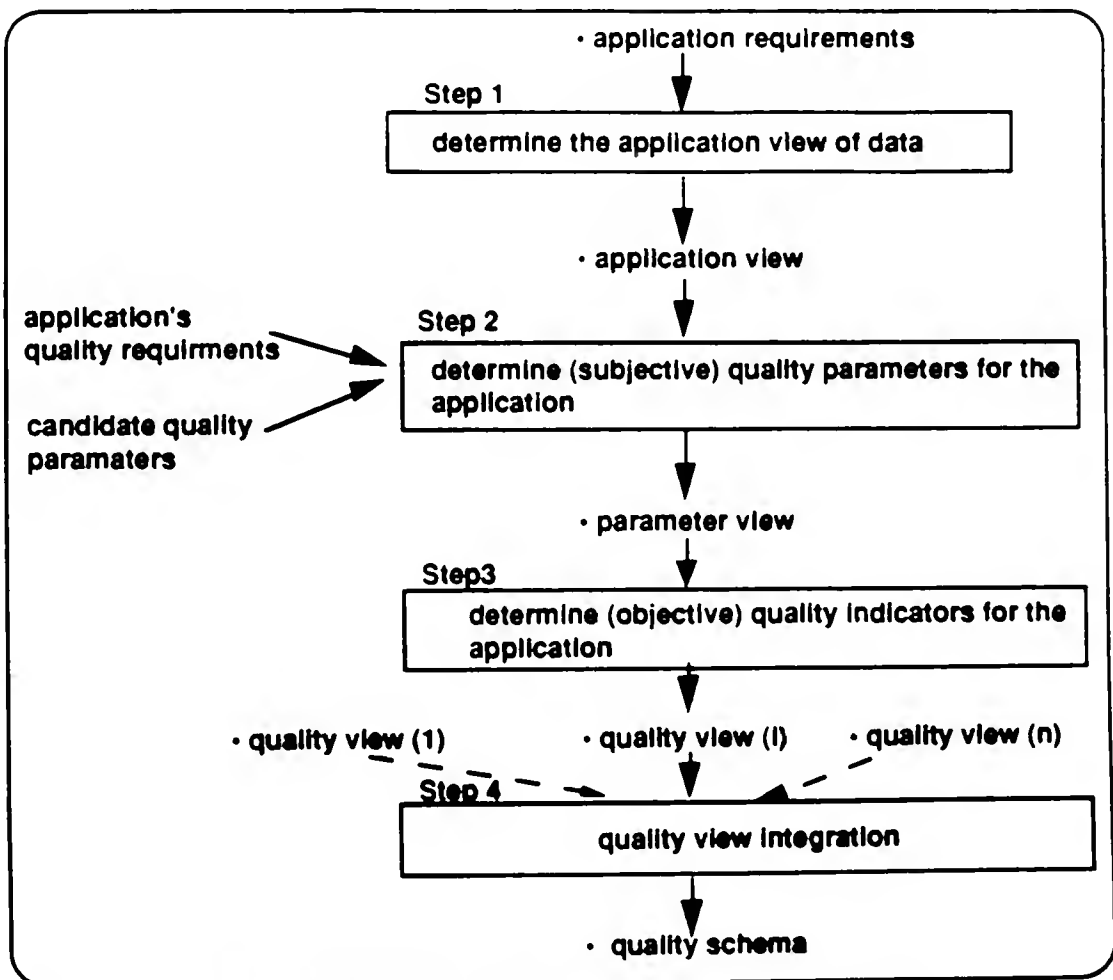 · application requirements
Step 1
determine the application view of data
· application view
application's
quality requirments
candidate quality
paramaters
Step 2
determine (subjective) quality parameters for the
application
· parameter view
Step3
determine (objective) quality indicators for the
application
· quality view (1)
· quality view (i)
· quality view (n)
Step 4
quality view integration
· quality schema